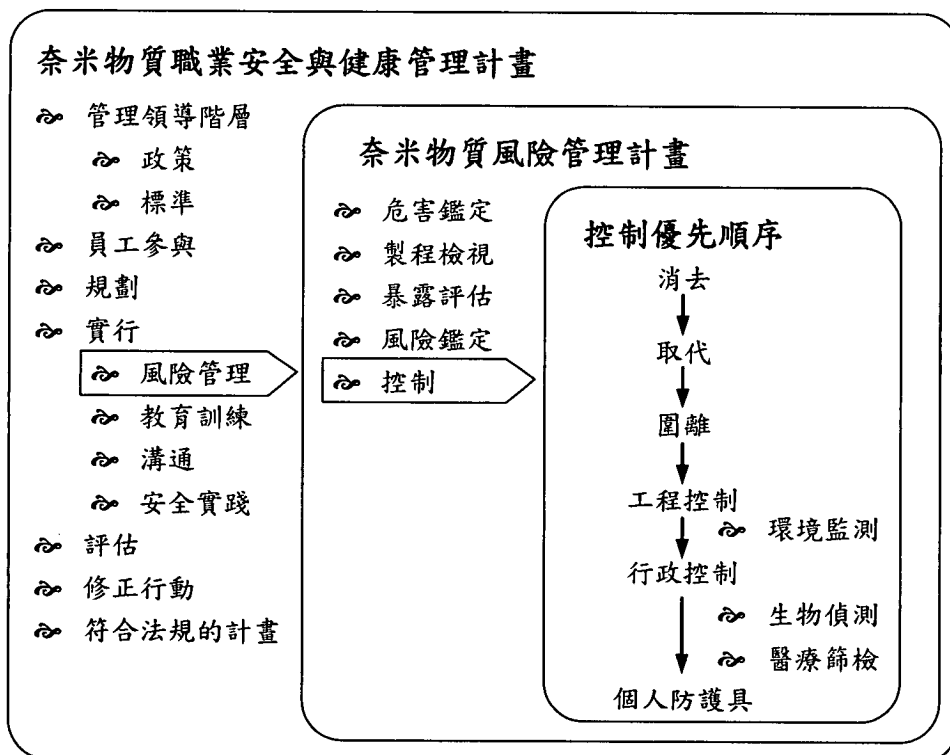 奈米物質職業安全與健康管理計畫
管理領導階層
政策
標準
員工參與
規劃
實行
風險管理
教育訓練
溝通
安全實踐
評估
修正行動
符合法規的計畫
奈米物質風險管理計畫
危害鑑定
製程檢視
暴露評估
風險鑑定
控制
控制優先順序
消去
取代
圍離
工程控制
環境監測
行政控制
生物偵測
醫療篩檢
個人防護具